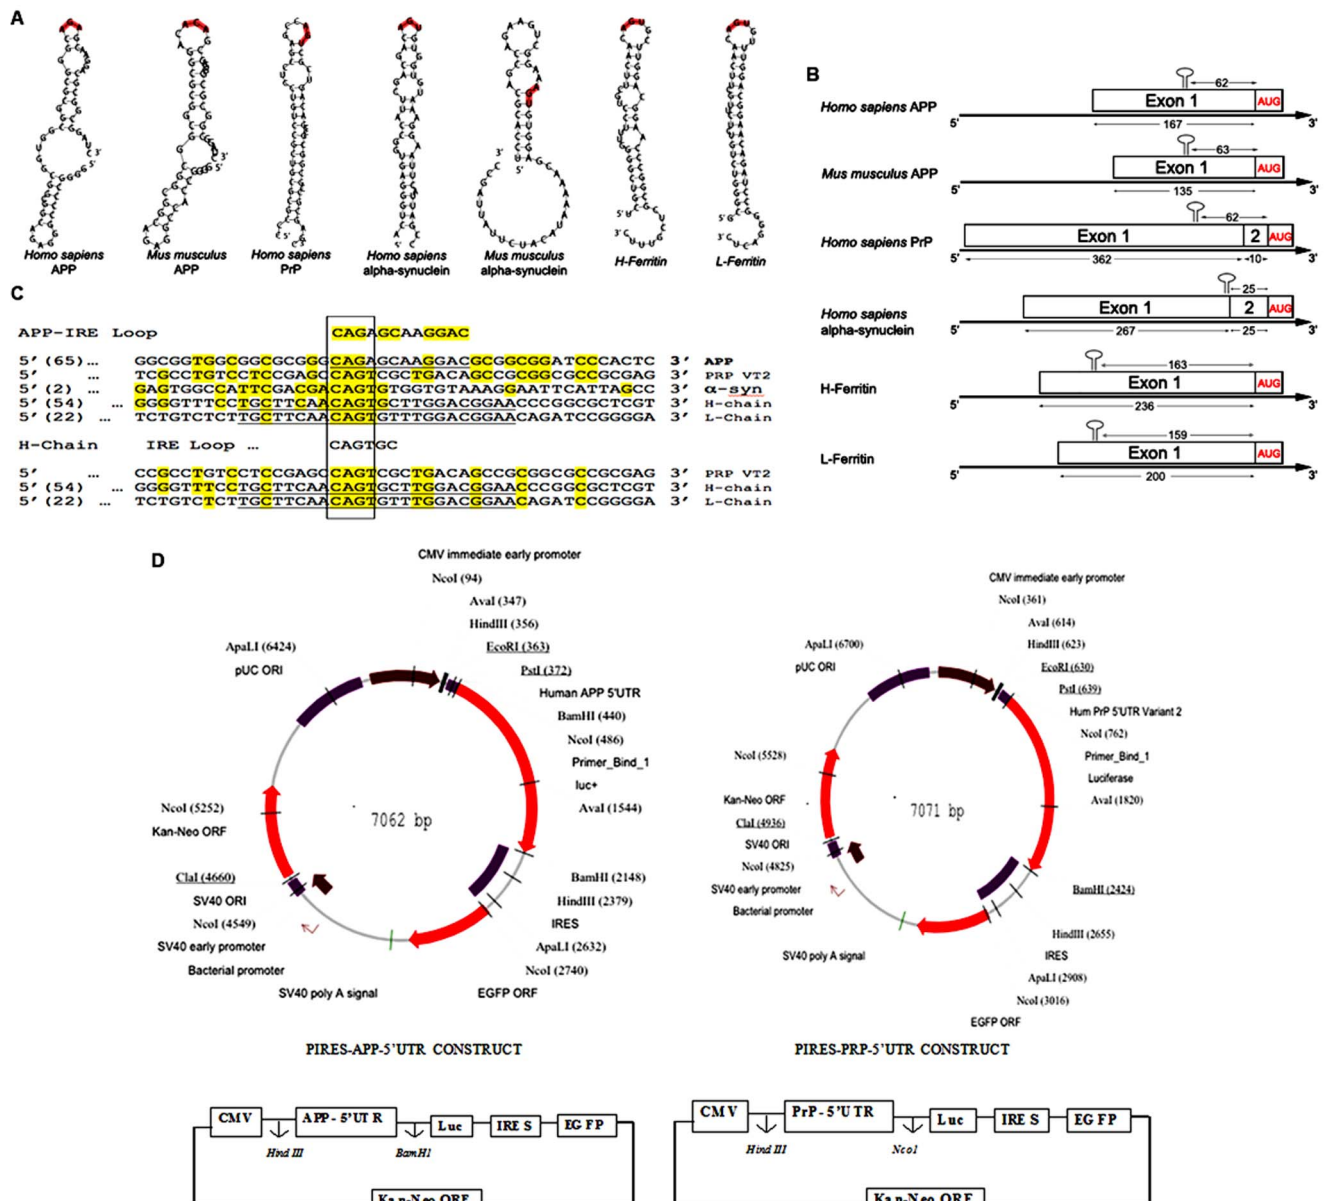 A
Homo sapiens
APP
Mus musculus
APP
Homo sapiens
PrP
Homo sapiens
alpha-synuclein
Mus musculus
alpha-synuclein
H-Ferritin
L-Ferritin
B
Homo sapiens APP
62
Exon 1 AUG
5' 167 3'
Mus musculus APP
63
Exon 1 AUG
5' 135 3'
Homo sapiens PrP
62
Exon 1 2 AUG
5' 362 10 3'
Homo sapiens
alpha-synuclein
25
Exon 1 2 AUG
5' 267 25 3'
H-Ferritin
163
Exon 1 AUG
5' 236 3'
L-Ferritin
159
Exon 1 AUG
5' 200 3'
C
APP-IRE Loop CAGAGCAAGGAC
5'(65)… GGCGGTGGCGGCGCGGGCAGAGCAAGGACGCGGCGGATCCCACTC 3' APP
5' … TCGCCTGTCCTCCGAGCCAGTCGCTGACAGCCGCGGCGCCGCGAG 3' PRP VT2
5'(2) … GAGTGGCCATTCGACGACAGTGTGGTGTAAAGGAATTCATTAGCC 3' α-syn
5'(54) … GGGGTTTCCTGCTTCAACAGTGCTTGGACGGAACCCGGCGCTCGT 3' H-chain
5'(22) … TCTGTCTCTTGCTTCAACAGTGTTTGGACGGAACAGATCCGGGGA 3' L-Chain
H-Chain IRE Loop … CAGTGC
5' … CCGCCTGTCCTCCGAGCCAGTCGCTGACAGCCGCGGCGCCGCGAG 3' PRP VT2
5'(54) … GGGGTTTCCTGCTTCAACAGTGCTTGGACGGAACCCGGCGCTCGT 3' H-chain
5'(22) … TCTGTCTCTTGCTTCAACAGTGTTTGGACGGAACAGATCCGGGGA 3' L-Chain
D
CMV immediate early promoter
NcoI (94)
AvaI (347)
HindIII (356)
EcoRI (363)
PstI (372)
Human APP 5'UTR
BamHI (440)
NcoI (486)
Primer_Bind_1
luc+
AvaI (1544)
BamHI (2148)
HindIII (2379)
IRES
ApaLI (2632)
NcoI (2740)
EGFP ORF
SV40 poly A signal
Bacterial promoter
SV40 early promoter
NcoI (4549)
SV40 ORI
ClaI (4660)
Kan-Neo ORF
NcoI (5252)
pUC ORI
ApaLI (6424)
7062 bp
PIRES-APP-5'UTR CONSTRUCT
CMV immediate early promoter
NcoI (361)
AvaI (614)
HindIII (623)
EcoRI (630)
PstI (639)
Hum PrP 5'UTR Variant 2
NcoI (762)
Primer_Bind_1
Luciferase
AvaI (1820)
BamHI (2424)
HindIII (2655)
IRES
ApaLI (2908)
NcoI (3016)
EGFP ORF
SV40 poly A signal
Bacterial promoter
SV40 early promoter
NcoI (4825)
SV40 ORI
ClaI (4936)
Kan-Neo ORF
NcoI (5528)
pUC ORI
ApaLI (6700)
7071 bp
PIRES-PRP-5'UTR CONSTRUCT
CMV APP-5'UTR Luc IRES EGFP
Hind III BamH1
Kan-Neo ORF
CMV PrP-5'UTR Luc IRES EGFP
Hind III Nco1
Kan-Neo ORF